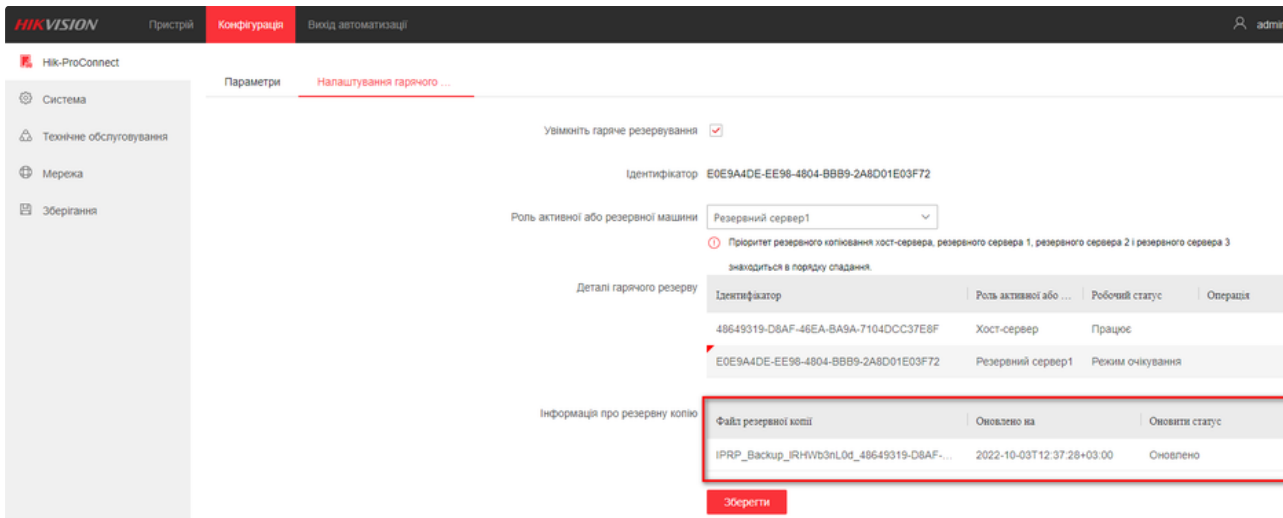 HIKVISION Пристрій Конфігурація Вихід автоматизації admin
Hik-ProConnect
Система
Технічне обслуговування
Мережа
Зберігання
Параметри Налаштування гарячого ...
Увімкніть гаряче резервування
Ідентифікатор E0E9A4DE-EE98-4804-BBB9-2A8D01E03F72
Роль активної або резервної машини Резервний сервер1
Пріоритет резервного копіювання хост-сервера, резервного сервера 1, резервного сервера 2 і резервного сервера 3
знаходиться в порядку спадання.
Деталі гарячого резерву
Ідентифікатор Роль активної або ... Робочий статус Операція
48649319-D8AF-46EA-BA9A-7104DCC37E8F Хост-сервер Працює
E0E9A4DE-EE98-4804-BBB9-2A8D01E03F72 Резервний сервер1 Режим очікування
Інформація про резервну копію
Файл резервної копії Оновлено на Оновити статус
IPRP_Backup_IRHWb3nL0d_48649319-D8AF-... 2022-10-03T12:37:28+03:00 Оновлено
Зберегти